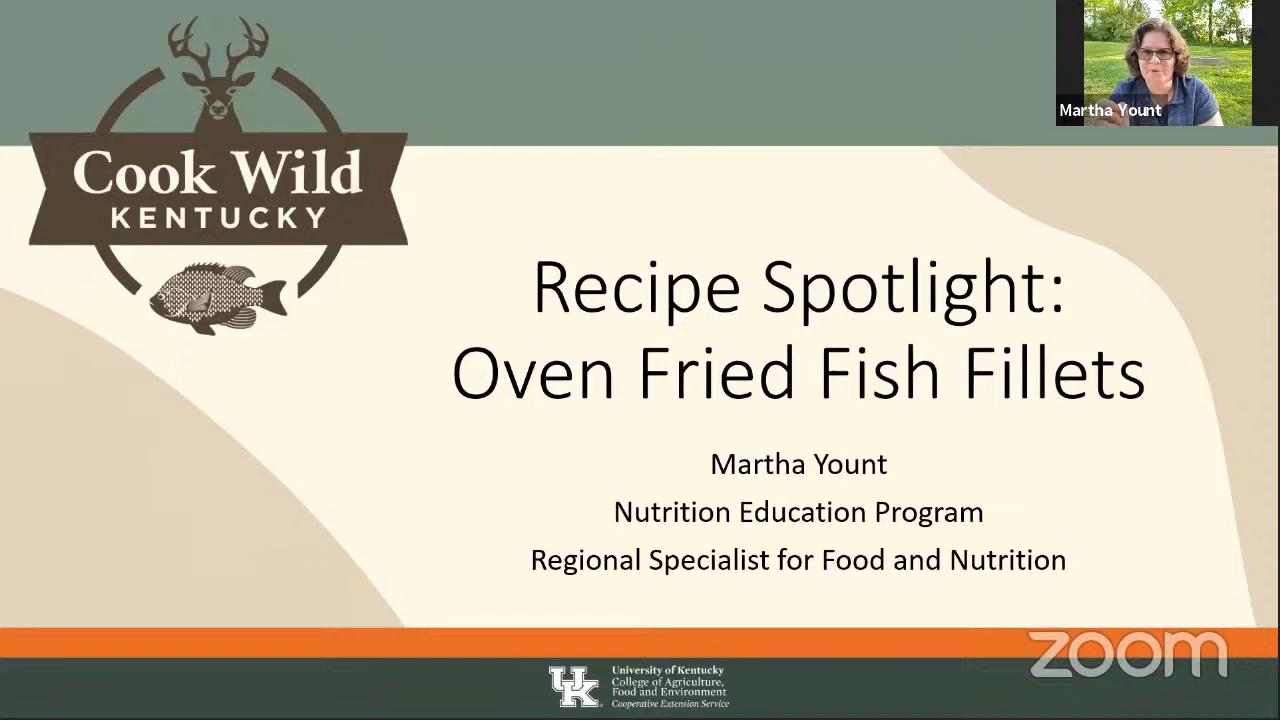 Martha Yount
Cook Wild
KENTUCKY
Recipe Spotlight:
Oven Fried Fish Fillets
Martha Yount
Nutrition Education Program
Regional Specialist for Food and Nutrition
zoom
UK
University of Kentucky
College of Agriculture,
Food and Environment
Cooperative Extension Service